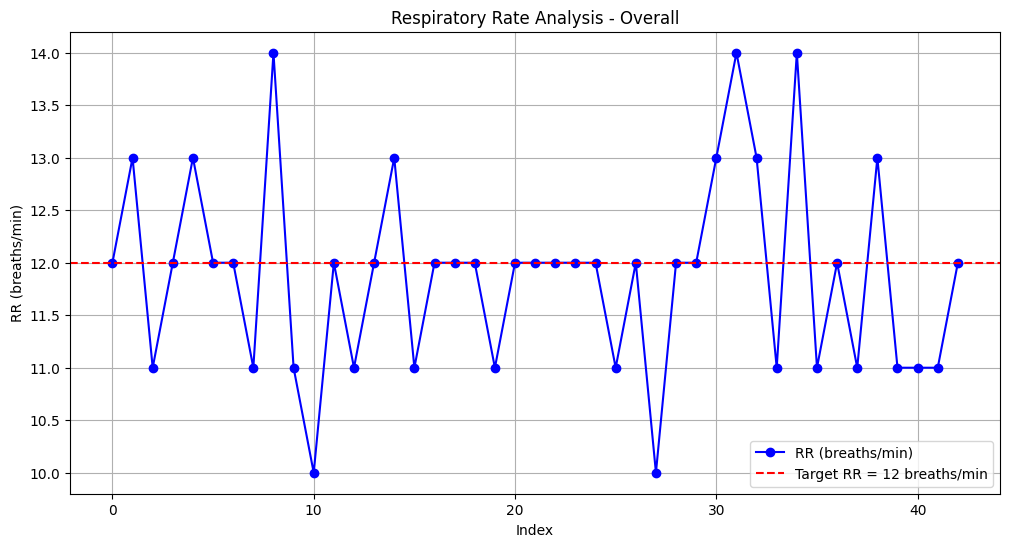 Respiratory Rate Analysis - Overall
RR (breaths/min)
14.0
13.5
13.0
12.5
12.0
11.5
11.0
10.5
10.0
RR (breaths/min)
Target RR = 12 breaths/min
0 10 20 30 40
Index